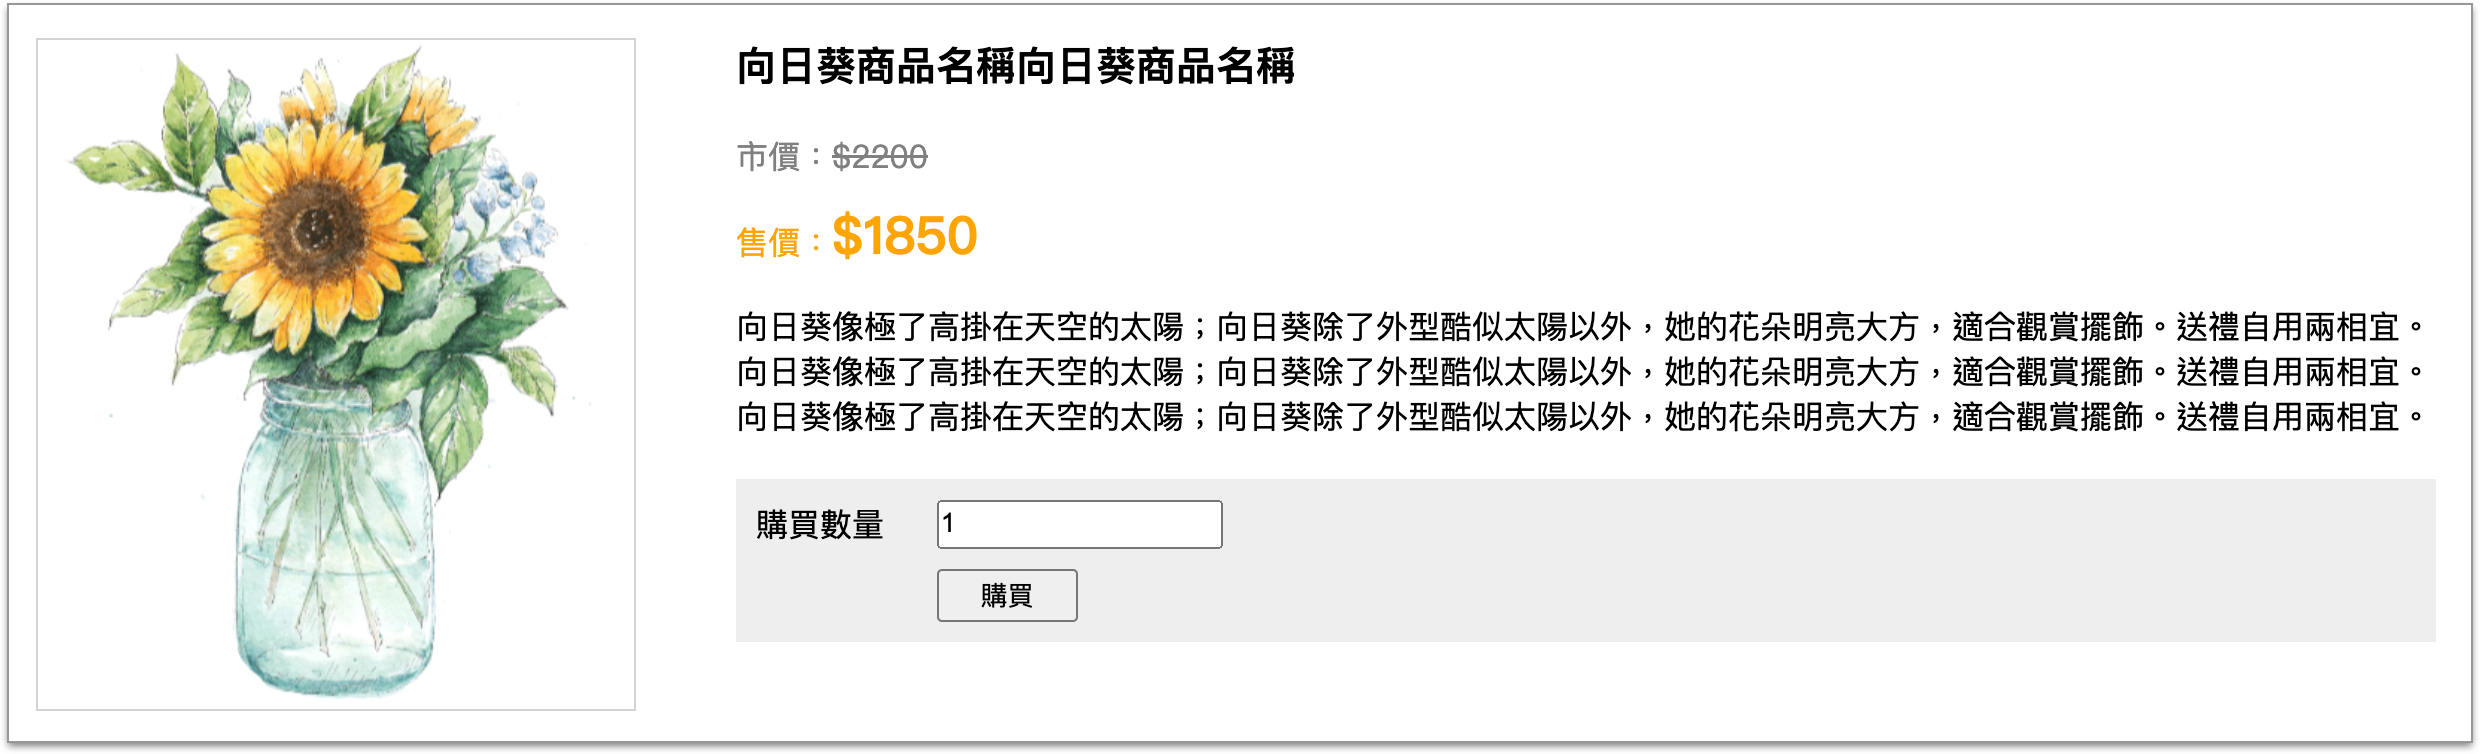 向日葵商品名稱向日葵商品名稱
市價：$2200
售價：$1850
向日葵像極了高掛在天空的太陽；向日葵除了外型酷似太陽以外，她的花朵明亮大方，適合觀賞擺飾。送禮自用兩相宜。
向日葵像極了高掛在天空的太陽；向日葵除了外型酷似太陽以外，她的花朵明亮大方，適合觀賞擺飾。送禮自用兩相宜。
向日葵像極了高掛在天空的太陽；向日葵除了外型酷似太陽以外，她的花朵明亮大方，適合觀賞擺飾。送禮自用兩相宜。
購買數量 1
購買